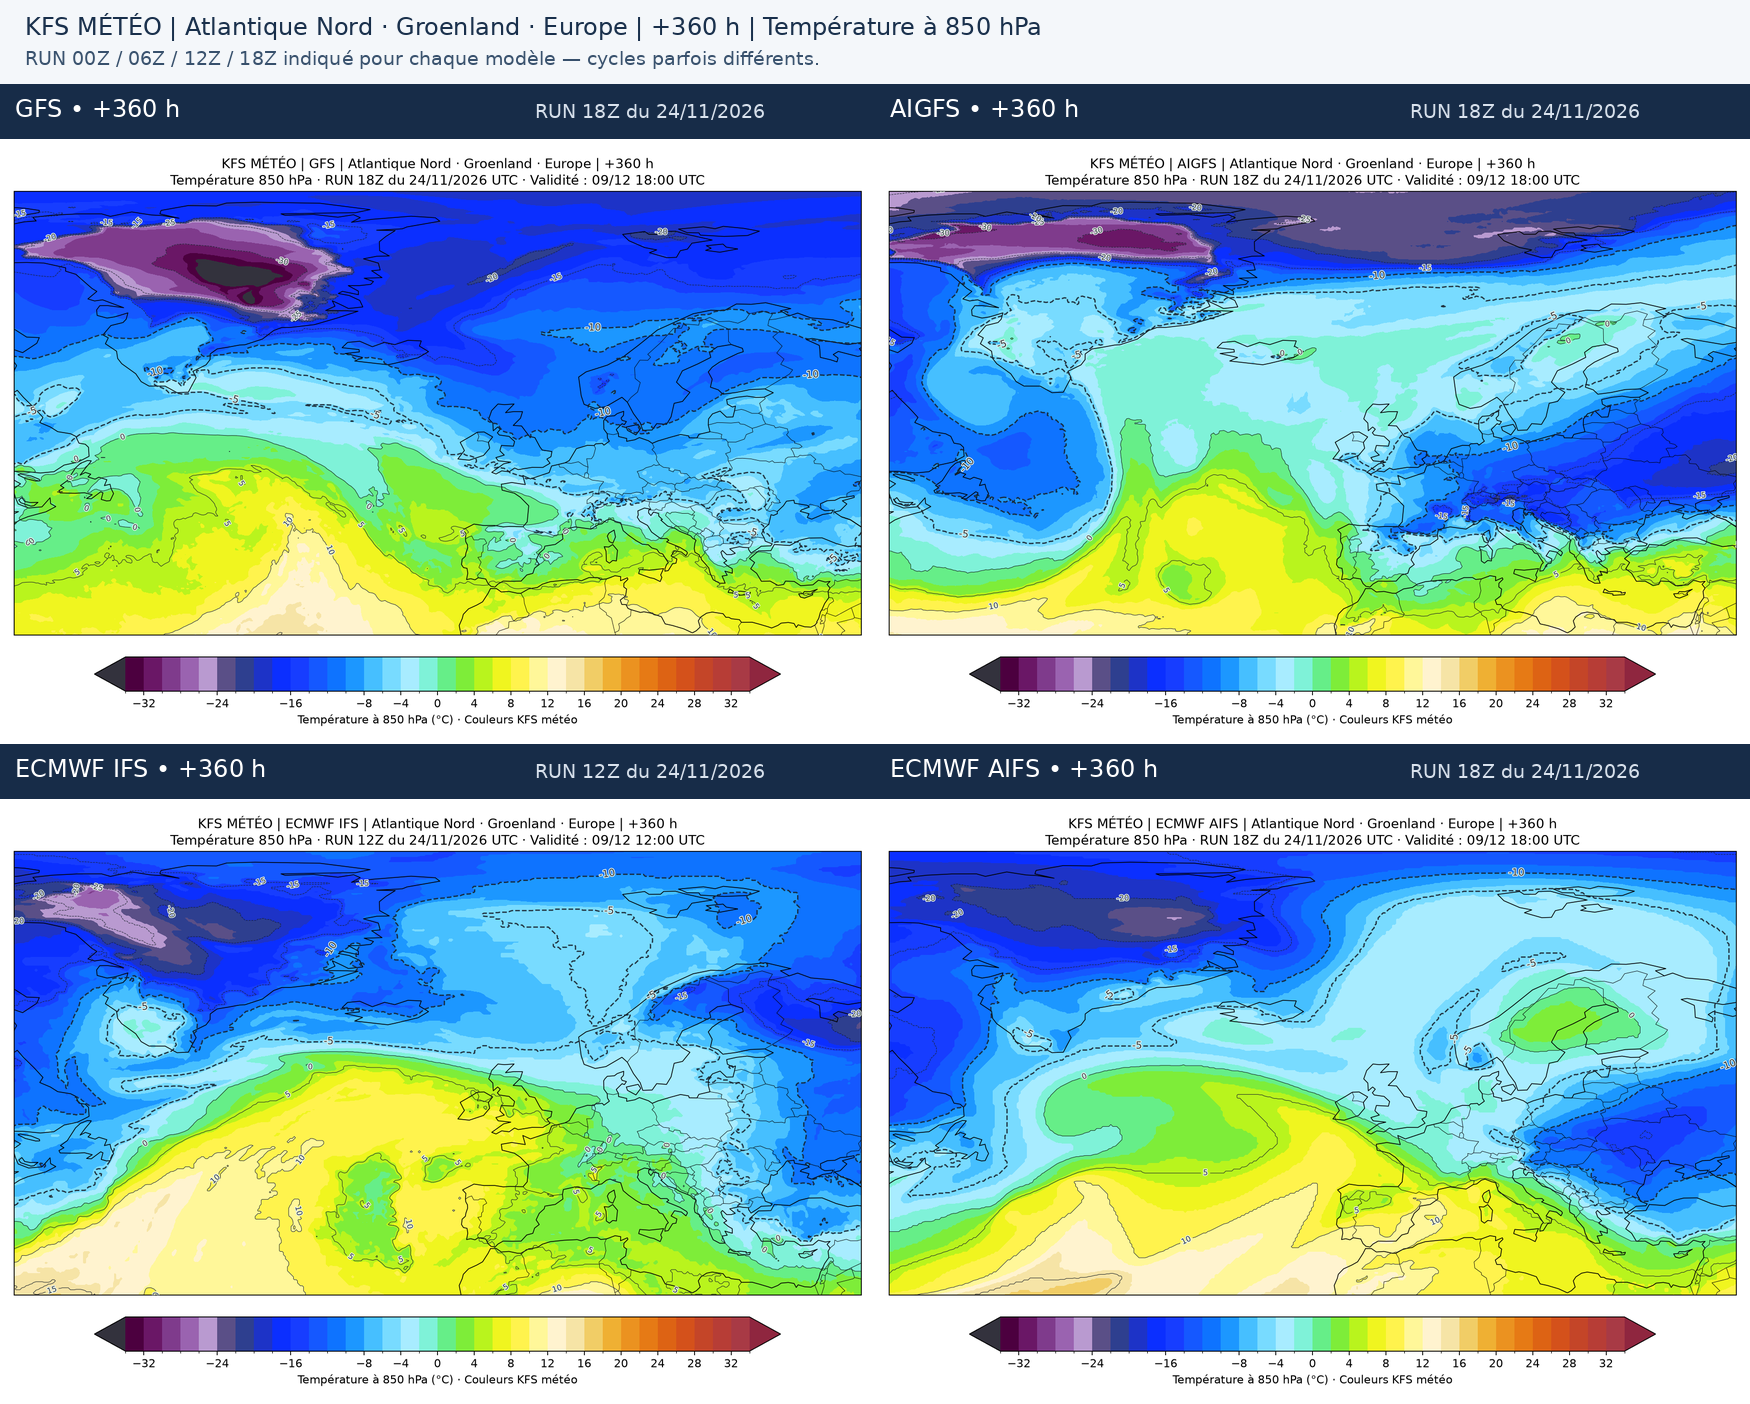 KFS MÉTÉO | Atlantique Nord · Groenland · Europe | +360 h | Température à 850 hPa
RUN 00Z / 06Z / 12Z / 18Z indiqué pour chaque modèle — cycles parfois différents.
GFS • +360 h
RUN 18Z du 24/11/2026
KFS MÉTÉO | GFS | Atlantique Nord · Groenland · Europe | +360 h
Température 850 hPa · RUN 18Z du 24/11/2026 UTC · Validité : 09/12 18:00 UTC
−32 −24 −16 −8 −4 0 4 8 12 16 20 24 28 32
Température à 850 hPa (°C) · Couleurs KFS météo
AIGFS • +360 h
RUN 18Z du 24/11/2026
KFS MÉTÉO | AIGFS | Atlantique Nord · Groenland · Europe | +360 h
Température 850 hPa · RUN 18Z du 24/11/2026 UTC · Validité : 09/12 18:00 UTC
−32 −24 −16 −8 −4 0 4 8 12 16 20 24 28 32
Température à 850 hPa (°C) · Couleurs KFS météo
ECMWF IFS • +360 h
RUN 12Z du 24/11/2026
KFS MÉTÉO | ECMWF IFS | Atlantique Nord · Groenland · Europe | +360 h
Température 850 hPa · RUN 12Z du 24/11/2026 UTC · Validité : 09/12 12:00 UTC
−32 −24 −16 −8 −4 0 4 8 12 16 20 24 28 32
Température à 850 hPa (°C) · Couleurs KFS météo
ECMWF AIFS • +360 h
RUN 18Z du 24/11/2026
KFS MÉTÉO | ECMWF AIFS | Atlantique Nord · Groenland · Europe | +360 h
Température 850 hPa · RUN 18Z du 24/11/2026 UTC · Validité : 09/12 18:00 UTC
−32 −24 −16 −8 −4 0 4 8 12 16 20 24 28 32
Température à 850 hPa (°C) · Couleurs KFS météo